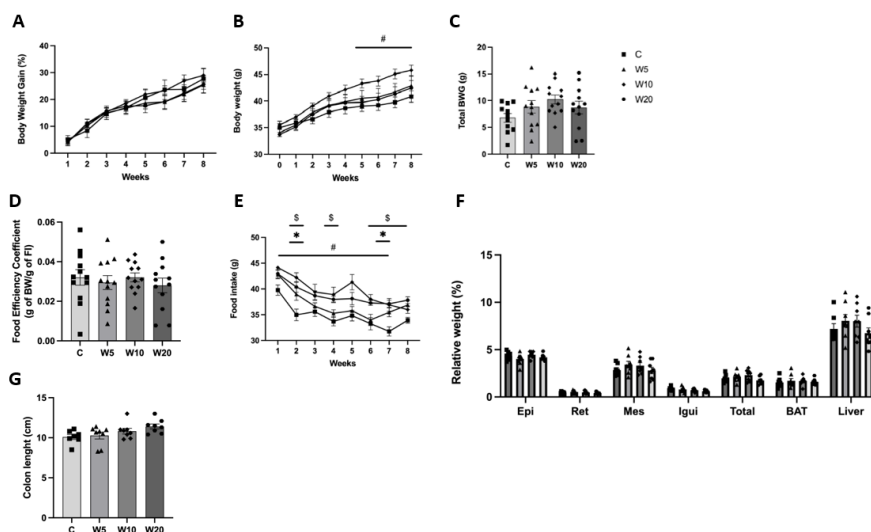 A
Body Weight Gain (%)
40
30
20
10
0
1 2 3 4 5 6 7 8
Weeks
B
#
Body weight (g)
50
45
40
35
30
0 1 2 3 4 5 6 7 8
Weeks
C
Total BWG (g)
20
15
10
5
0
C W5 W10 W20
C
W5
W10
W20
D
Food Efficiency Coefficient
(g of BW/g of FI)
0.06
0.04
0.02
0.00
C W5 W10 W20
E
$ $ $
* *
#
Food intake (g)
50
45
40
35
30
1 2 3 4 5 6 7 8
Weeks
F
Relative weight (%)
15
10
5
0
Epi Ret Mes Igui Total BAT Liver
G
Colon lenght (cm)
15
10
5
0
C W5 W10 W20